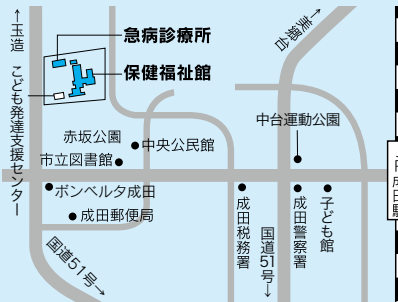 ←玉造
急病診療所
保健福祉館
こども発達支援センター
美郷台→
赤坂公園
中央公民館
市立図書館
中台運動公園
ボンベルタ成田
成田郵便局
成田税務署
国道51号→
成田警察署
子ども館
国道51号→